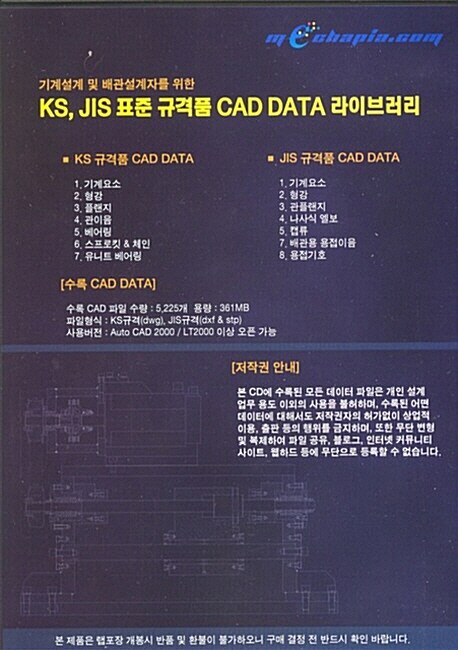 mechapia.com
기계설계 및 배관설계자를 위한
KS, JIS 표준 규격품 CAD DATA 라이브러리
■ KS 규격품 CAD DATA
1. 기계요소
2. 형강
3. 플랜지
4. 관이음
5. 베어링
6. 스프로킷 & 체인
7. 유니트 베어링
■ JIS 규격품 CAD DATA
1. 기계요소
2. 형강
3. 관플랜지
4. 나사식 엘보
5. 캡류
7. 배관용 용접이음
8. 용접기호
[수록 CAD DATA]
수록 CAD 파일 수량 : 5,225개 용량 : 361MB
파일형식 : KS규격(dwg), JIS규격(dxf & stp)
사용버전 : Auto CAD 2000 / LT2000 이상 오픈 가능
[저작권 안내]
본 CD에 수록된 모든 데이터 파일은 개인 설계
업무 용도 이외의 사용을 불허하며, 수록된 어떤
데이터에 대해서도 저작권자의 허기없이 상업적
이용, 출판 등의 행위를 금지하며, 또한 무단 변형
및 복제하여 파일 공유, 블로그, 인터넷 커뮤니티
사이트, 웹하드 등에 무단으로 등록할 수 없습니다.
본 제품은 랩포장 개봉시 반품 및 환불이 불가하오니 구매 결정 전 반드시 확인 바랍니다.